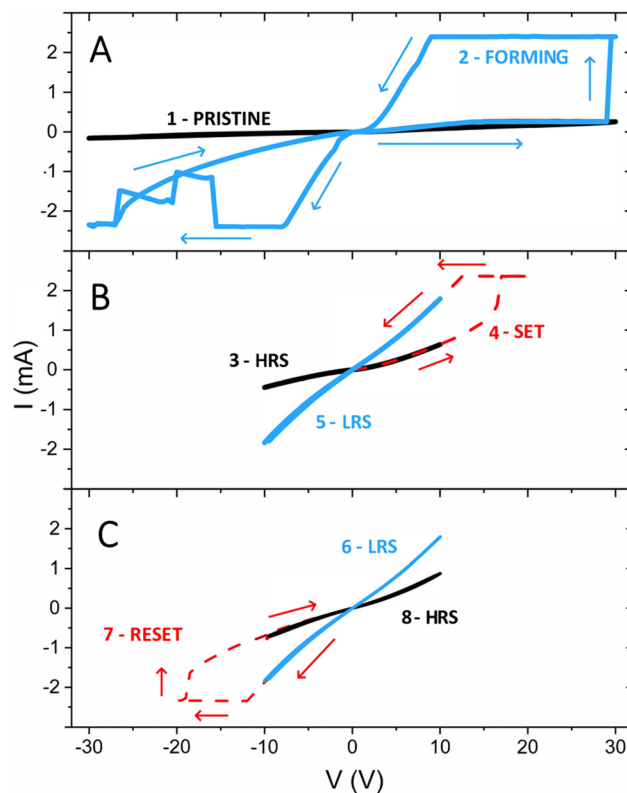 A
2 - FORMING
1 - PRISTINE
2
1
0
-1
-2
B
4 - SET
3 - HRS
5 - LRS
2
1
0
-1
-2
I (mA)
C
6 - LRS
8 - HRS
7 - RESET
2
1
0
-1
-2
-30 -20 -10 0 10 20 30
V (V)